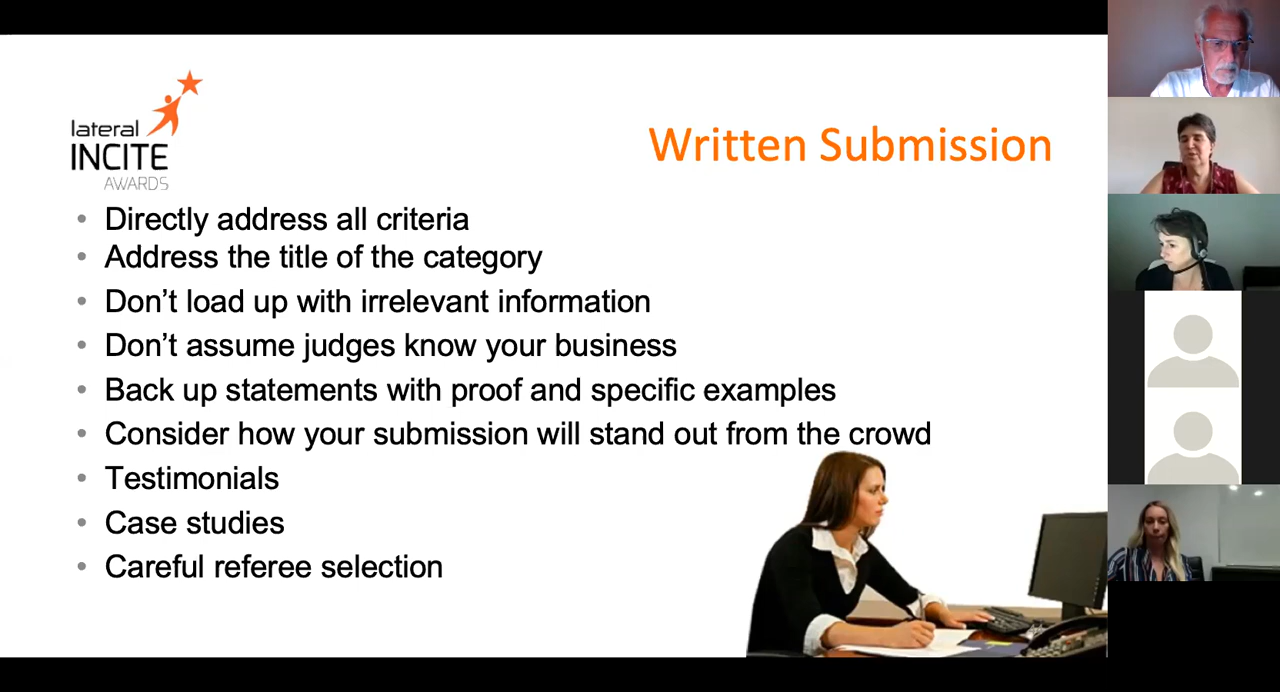 lateral
INCITE
AWARDS
Written Submission
• Directly address all criteria
• Address the title of the category
• Don’t load up with irrelevant information
• Don’t assume judges know your business
• Back up statements with proof and specific examples
• Consider how your submission will stand out from the crowd
• Testimonials
• Case studies
• Careful referee selection